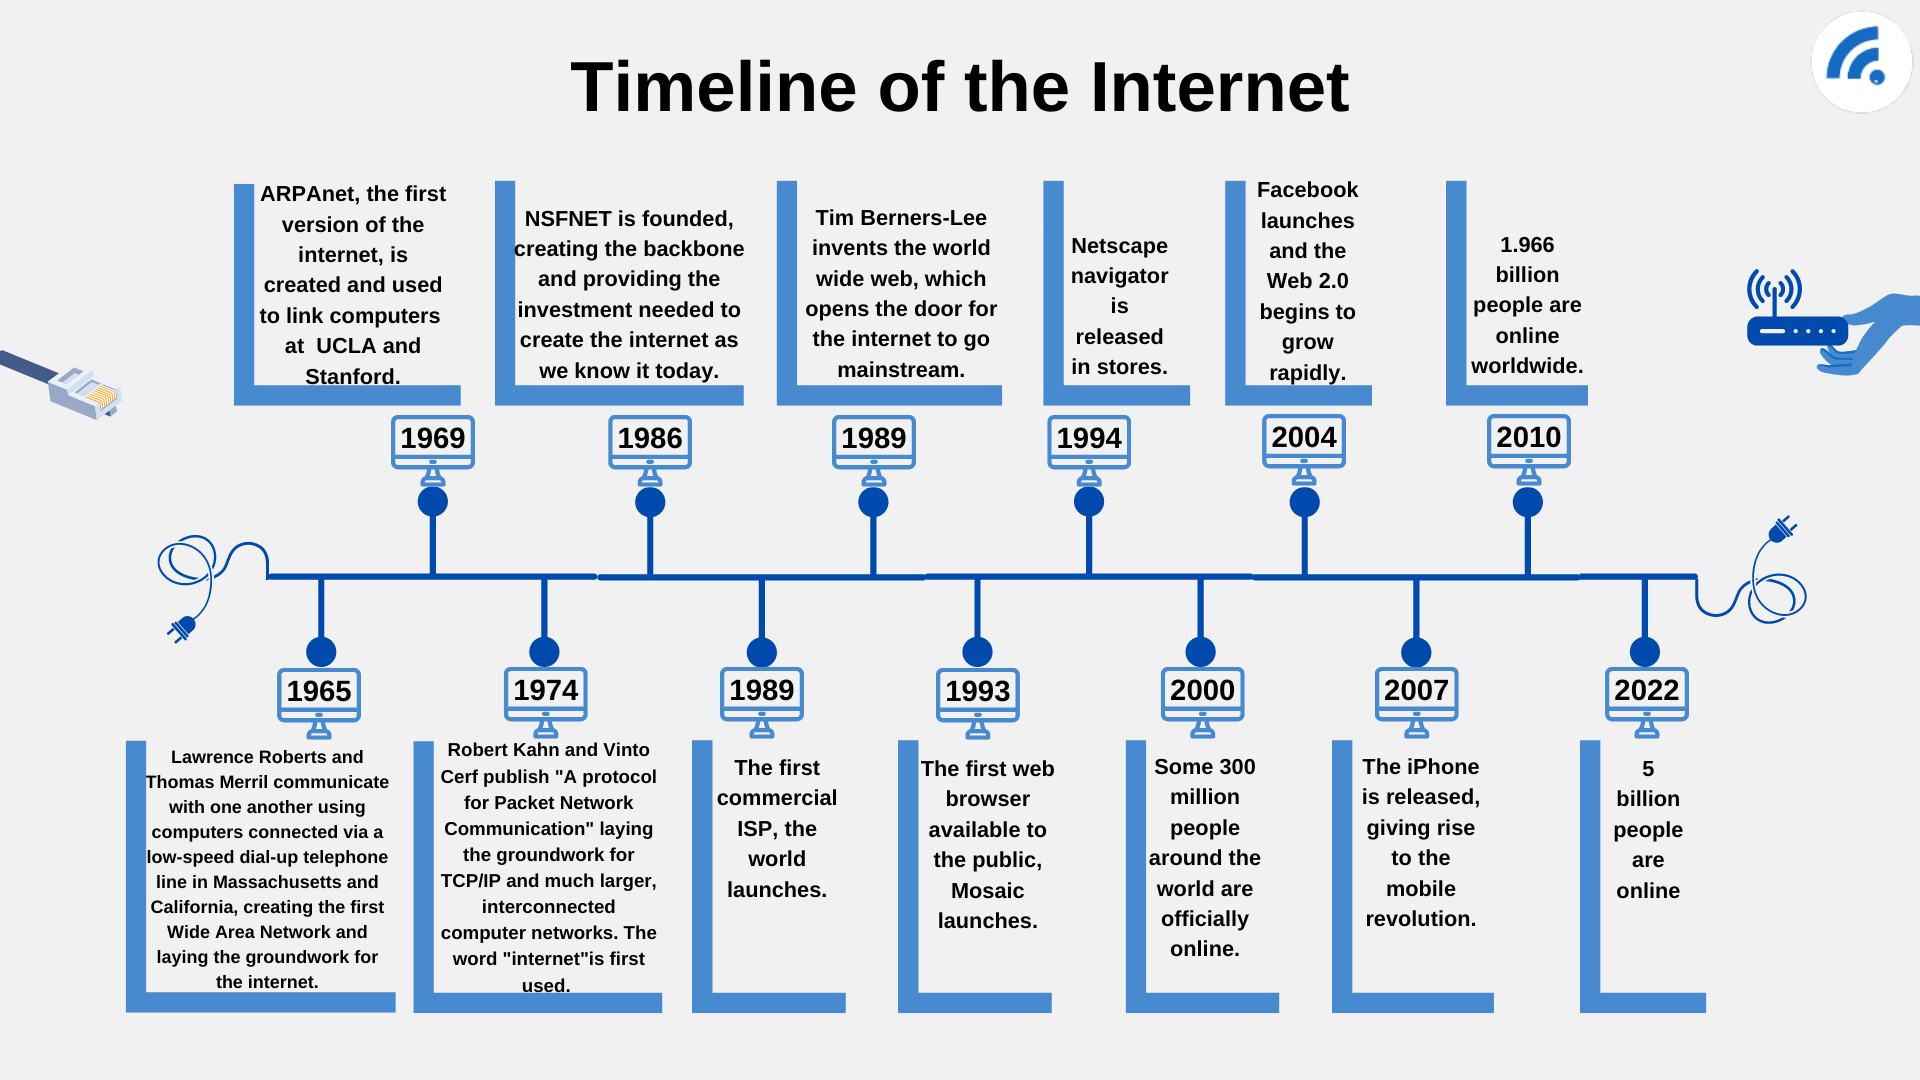 Timeline of the Internet
ARPAnet, the first
version of the
internet, is
created and used
to link computers
at  UCLA and
Stanford.
NSFNET is founded,
creating the backbone
and providing the
investment needed to
create the internet as
we know it today.
Tim Berners-Lee
invents the world
wide web, which
opens the door for
the internet to go
mainstream.
Netscape
navigator
is
released
in stores.
Facebook
launches
and the
Web 2.0
begins to
grow
rapidly.
1.966
billion
people are
online
worldwide.
1969
1986
1989
1994
2004
2010
1965
1974
1989
1993
2000
2007
2022
Lawrence Roberts and
Thomas Merril communicate
with one another using
computers connected via a
low-speed dial-up telephone
line in Massachusetts and
California, creating the first
Wide Area Network and
laying the groundwork for
the internet.
Robert Kahn and Vinto
Cerf publish "A protocol
for Packet Network
Communication" laying
the groundwork for
TCP/IP and much larger,
interconnected
computer networks. The
word "internet"is first
used.
The first
commercial
ISP, the
world
launches.
The first web
browser
available to
the public,
Mosaic
launches.
Some 300
million
people
around the
world are
officially
online.
The iPhone
is released,
giving rise
to the
mobile
revolution.
5
billion
people
are
online